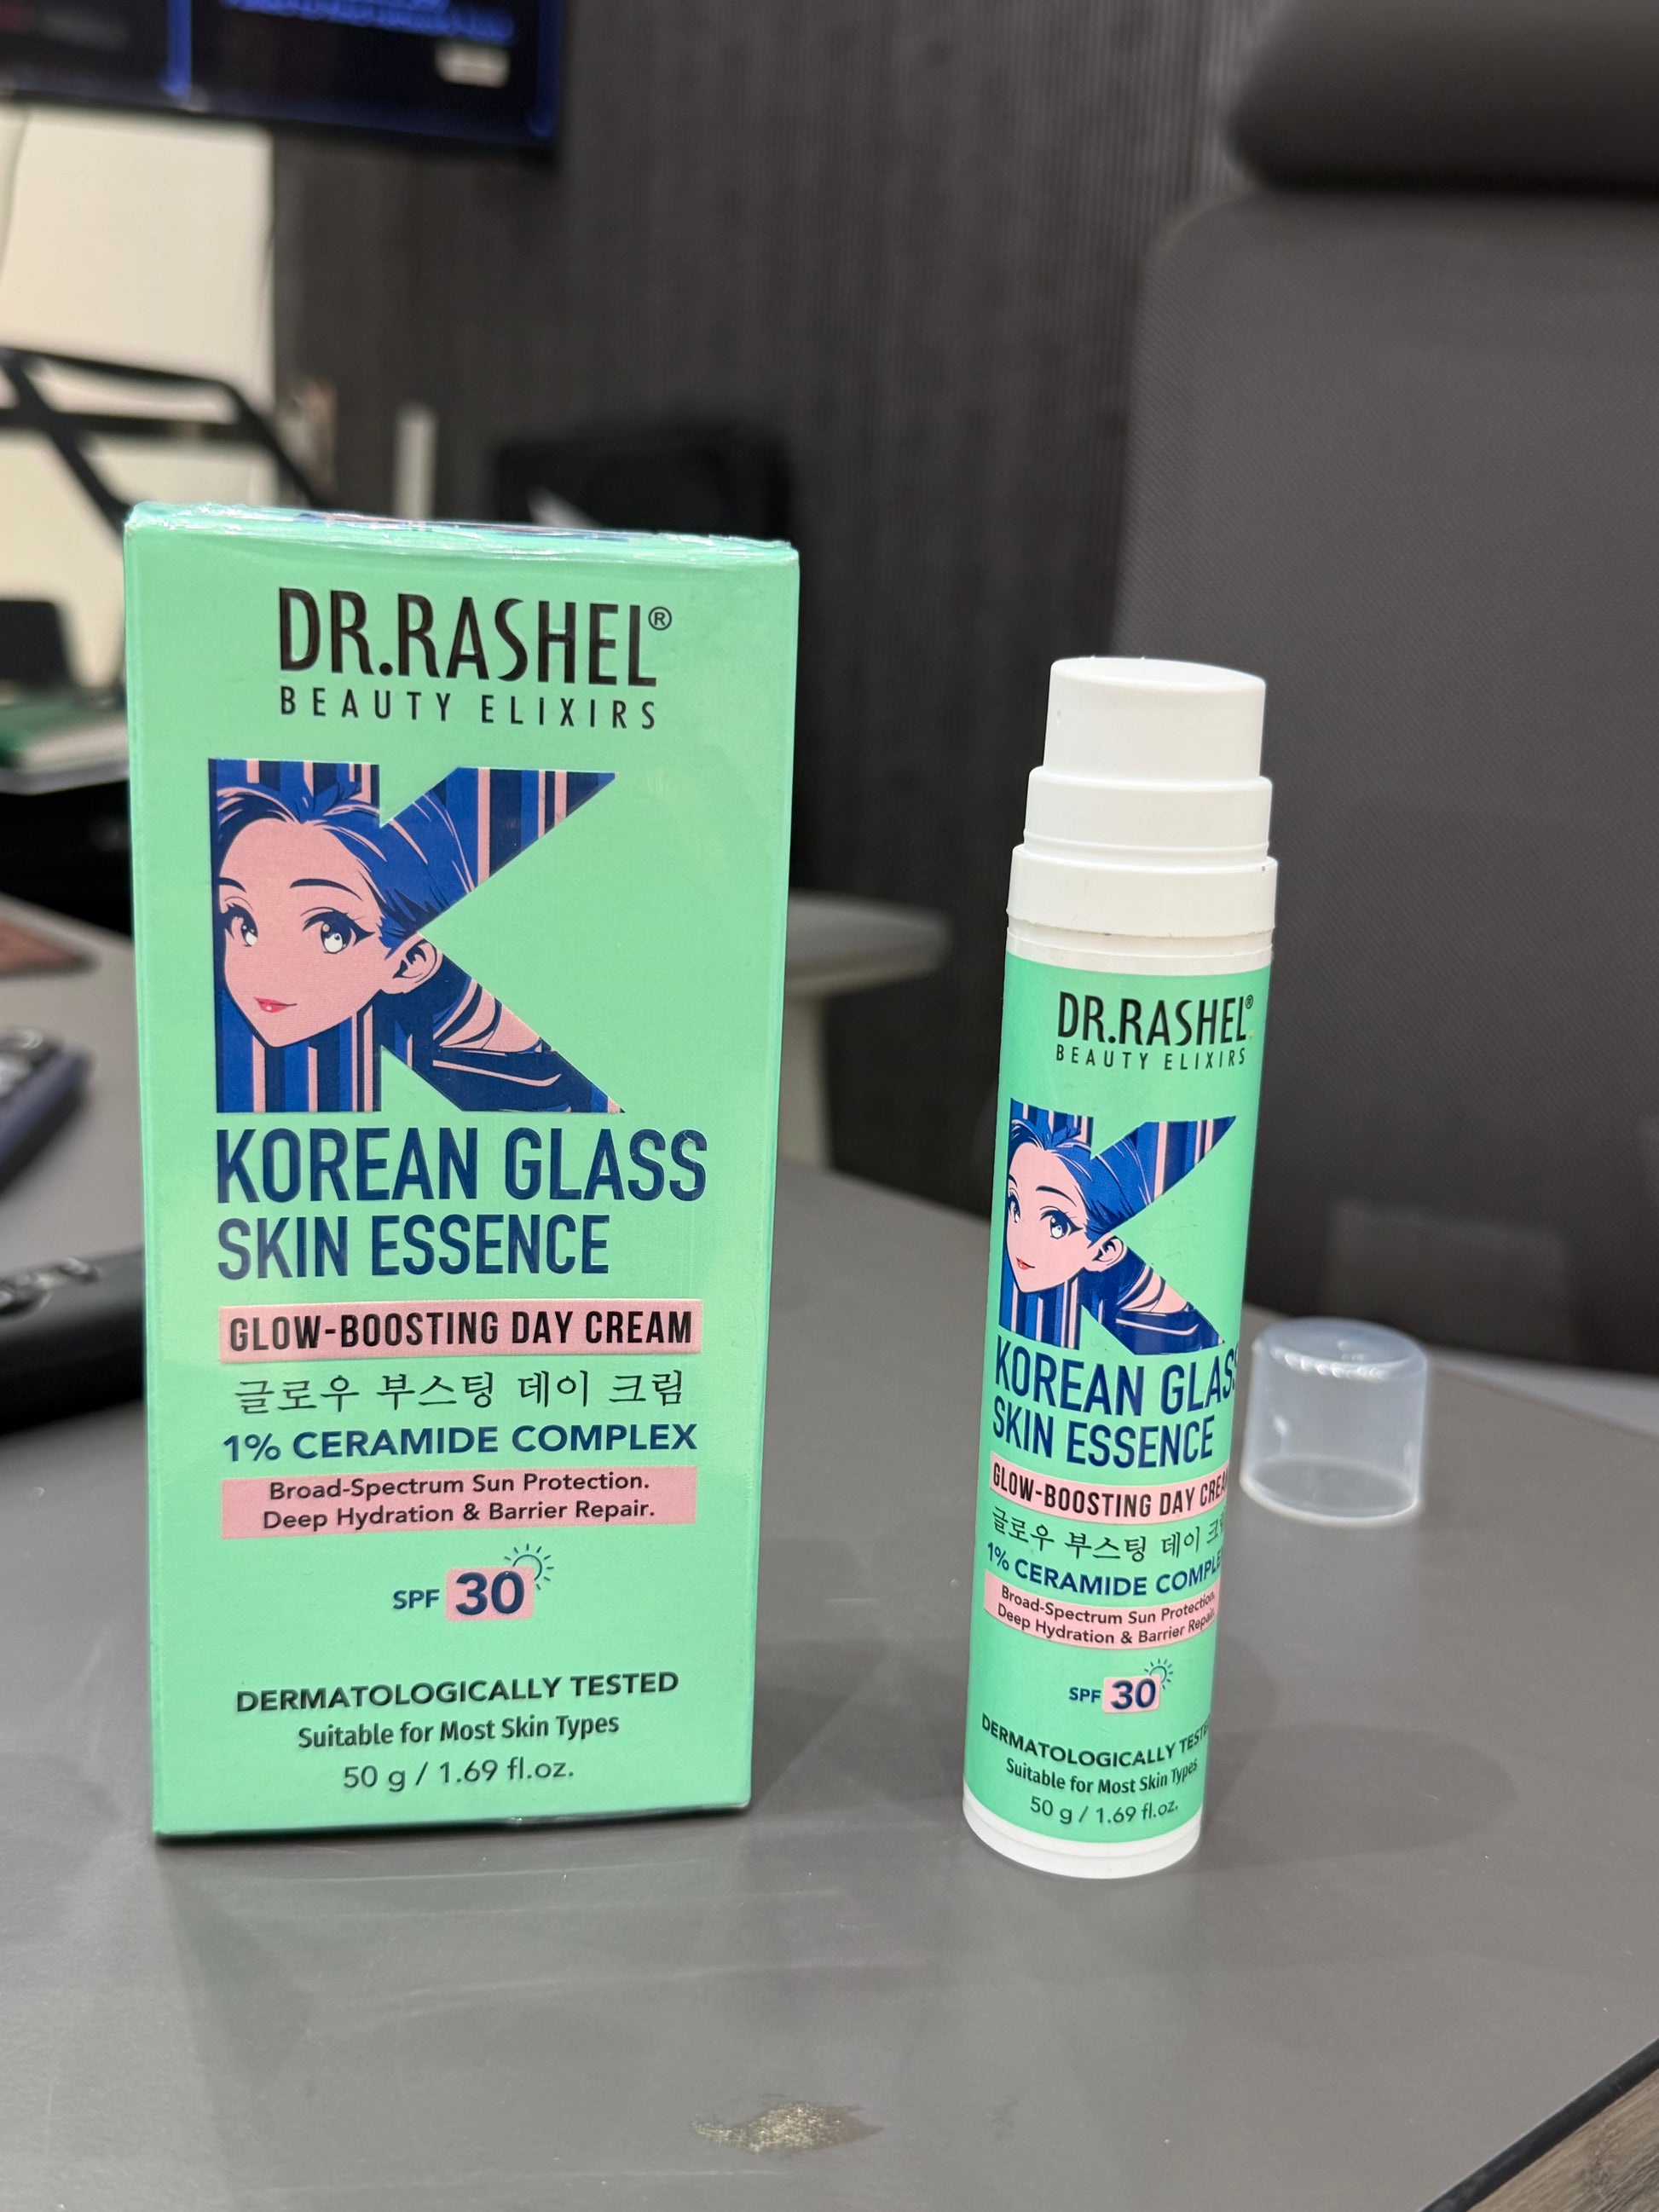 DR.RASHEL®
BEAUTY ELIXIRS
KOREAN GLASS
SKIN ESSENCE
GLOW-BOOSTING DAY CREAM
글로우 부스팅 데이 크림
1% CERAMIDE COMPLEX
Broad-Spectrum Sun Protection.
Deep Hydration & Barrier Repair.
SPF 30
DERMATOLOGICALLY TESTED
Suitable for Most Skin Types
50 g / 1.69 fl.oz.
DR.RASHEL®
BEAUTY ELIXIRS
KOREAN GLASS
SKIN ESSENCE
GLOW-BOOSTING DAY CREA
글로우 부스팅 데이 크
1% CERAMIDE COMPLE
Broad-Spectrum Sun Protection.
Deep Hydration & Barrier Repair.
SPF 30
DERMATOLOGICALLY TESTE
Suitable for Most Skin Types
50 g / 1.69 fl.oz.